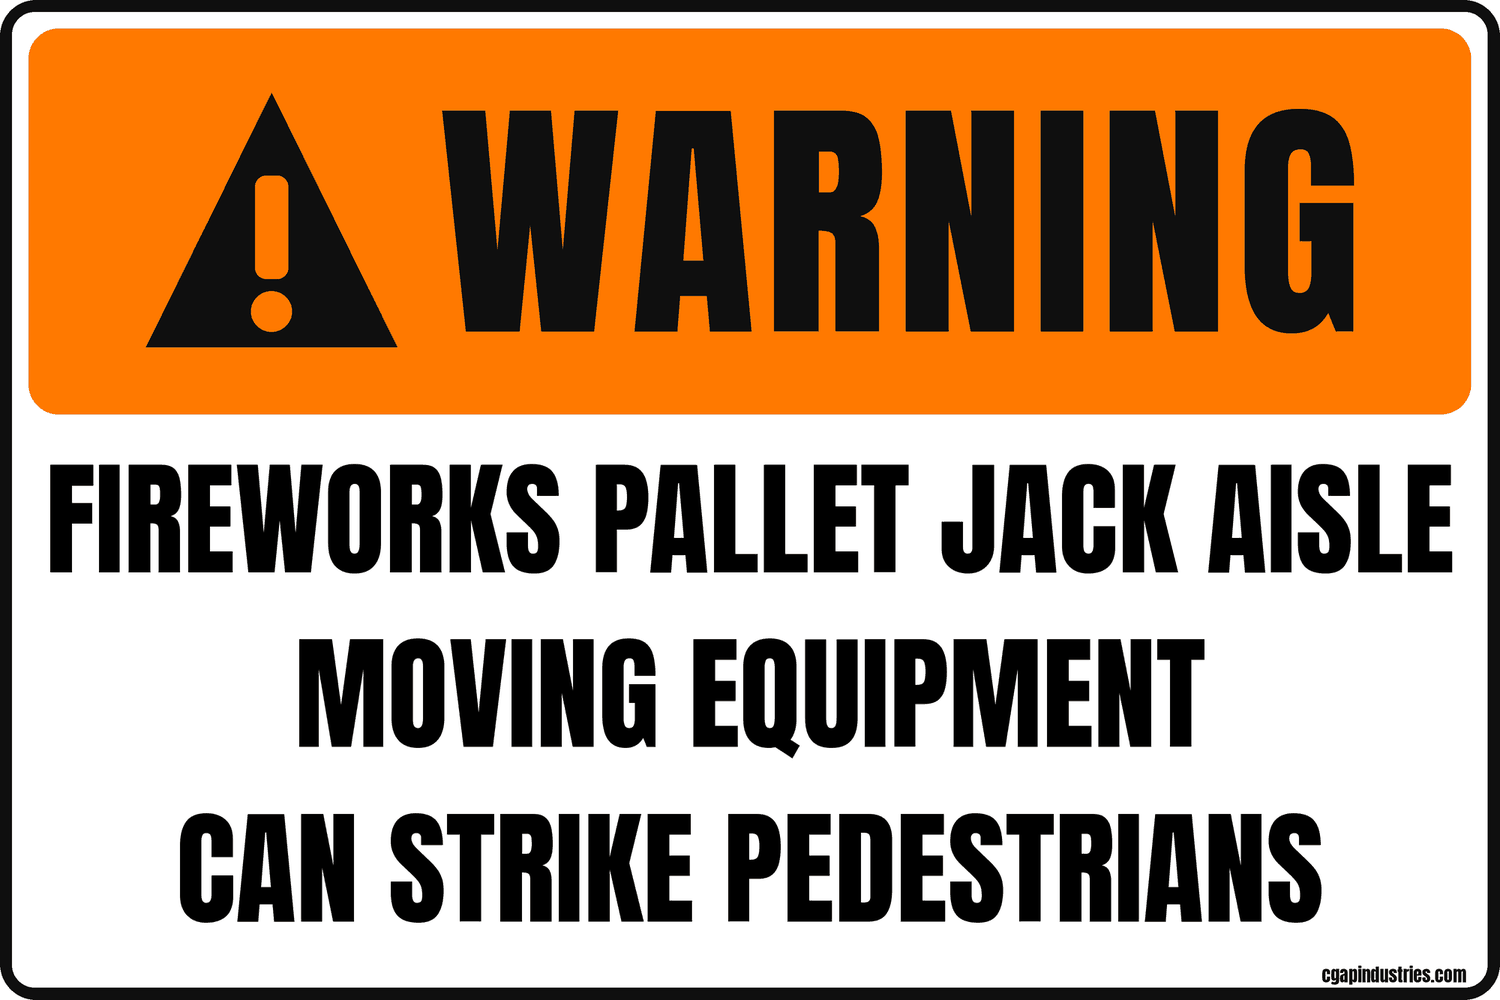 WARNING
FIREWORKS PALLET JACK AISLE
MOVING EQUIPMENT
CAN STRIKE PEDESTRIANS
cgapindustries.com